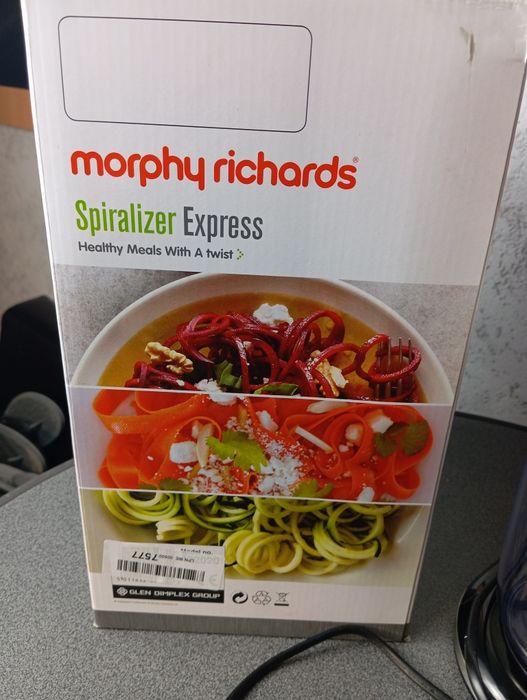 morphy richards®
Spiralizer Express
Healthy Meals With A twist
7577
GLEN DIMPLEX GROUP